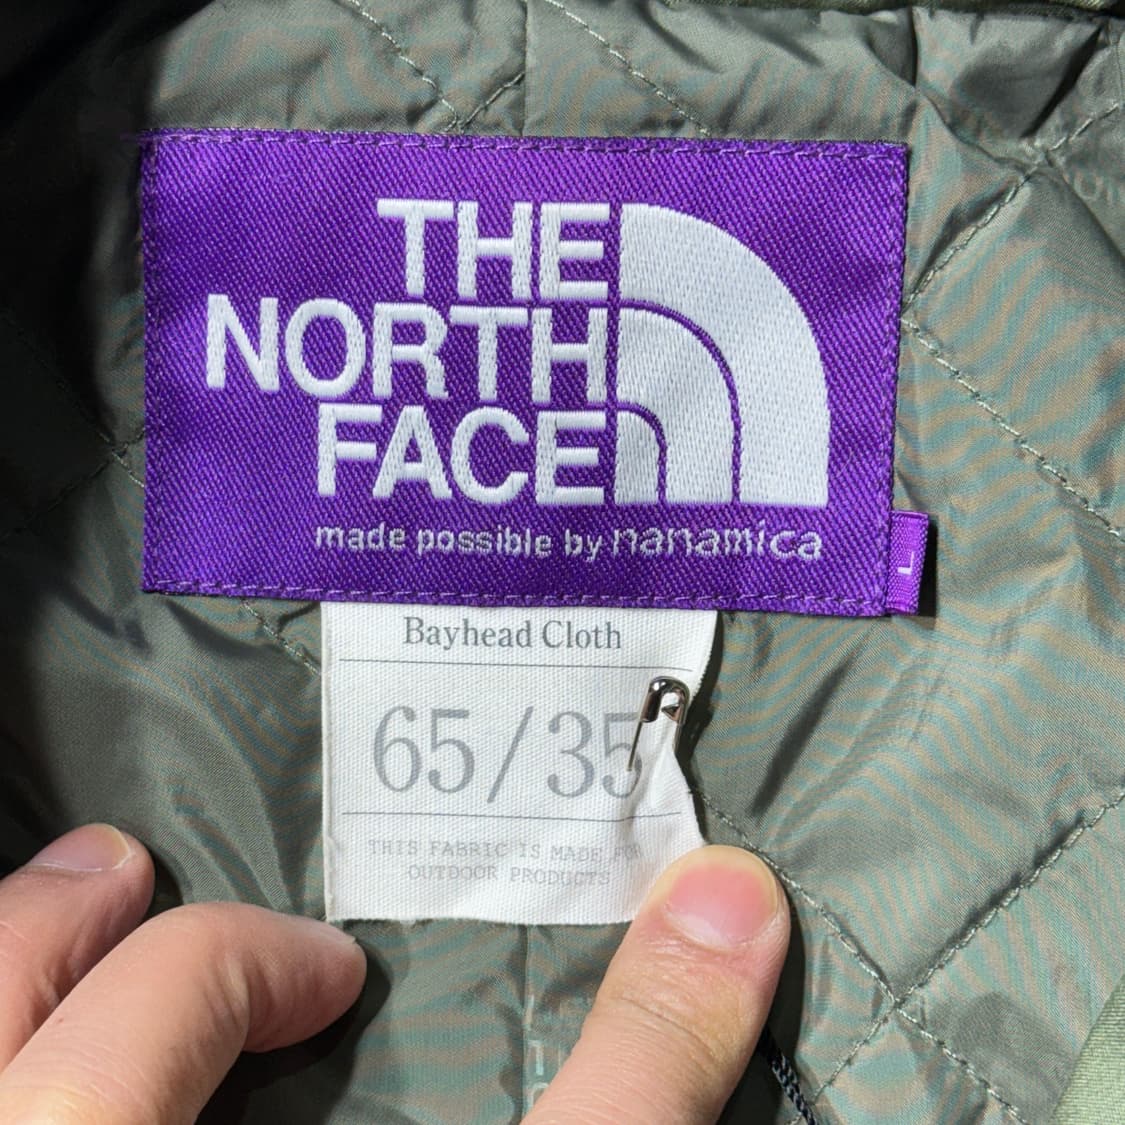 THE
NORTH
FACE
made possible by nanamica
L
Bayhead Cloth
65/35
THIS FABRIC IS MADE FOR
OUTDOOR PRODUCTS